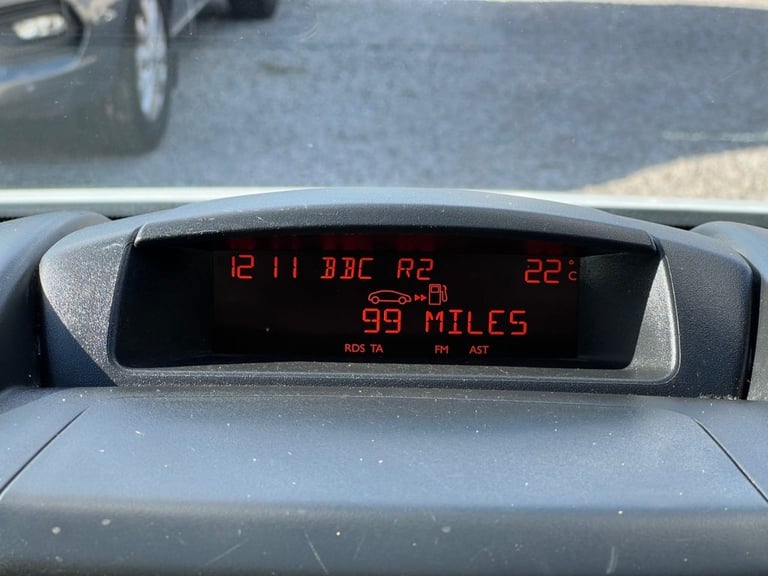 12 11 BBC R2 22°C
99 MILES
RDS TA FM AST